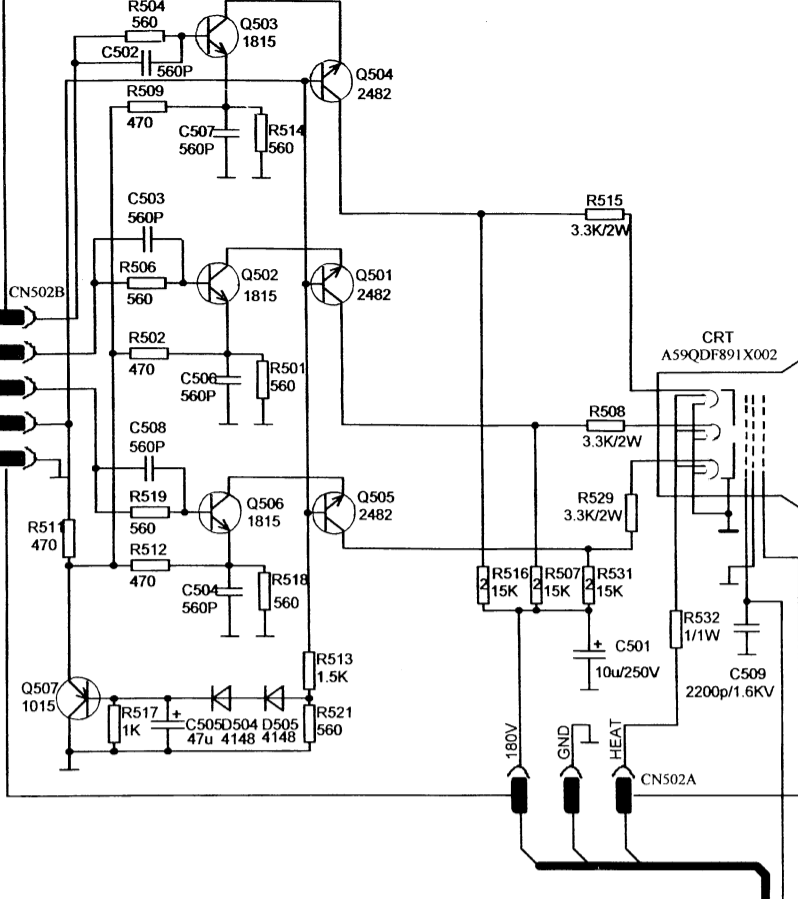 R504
560
Q503
1815
C502
560P
Q504
2482
R509
470
C507
560P
R514
560
C503
560P
R515
3.3K/2W
R506
560
Q502
1815
Q501
2482
CN502B
R502
470
C506
560P
R501
560
CRT
A59QDF891X002
R508
3.3K/2W
C508
560P
R519
560
Q506
1815
Q505
2482
R529
3.3K/2W
R511
470
R512
470
C504
560P
R518
560
2
R516
15K
2
R507
15K
2
R531
15K
R532
1/1W
C501
10u/250V
C509
2200p/1.6KV
R513
1.5K
Q507
1015
R517
1K
+
C505
47u
D504
4148
D505
4148
R521
560
+
180V
GND
HEAT
CN502A